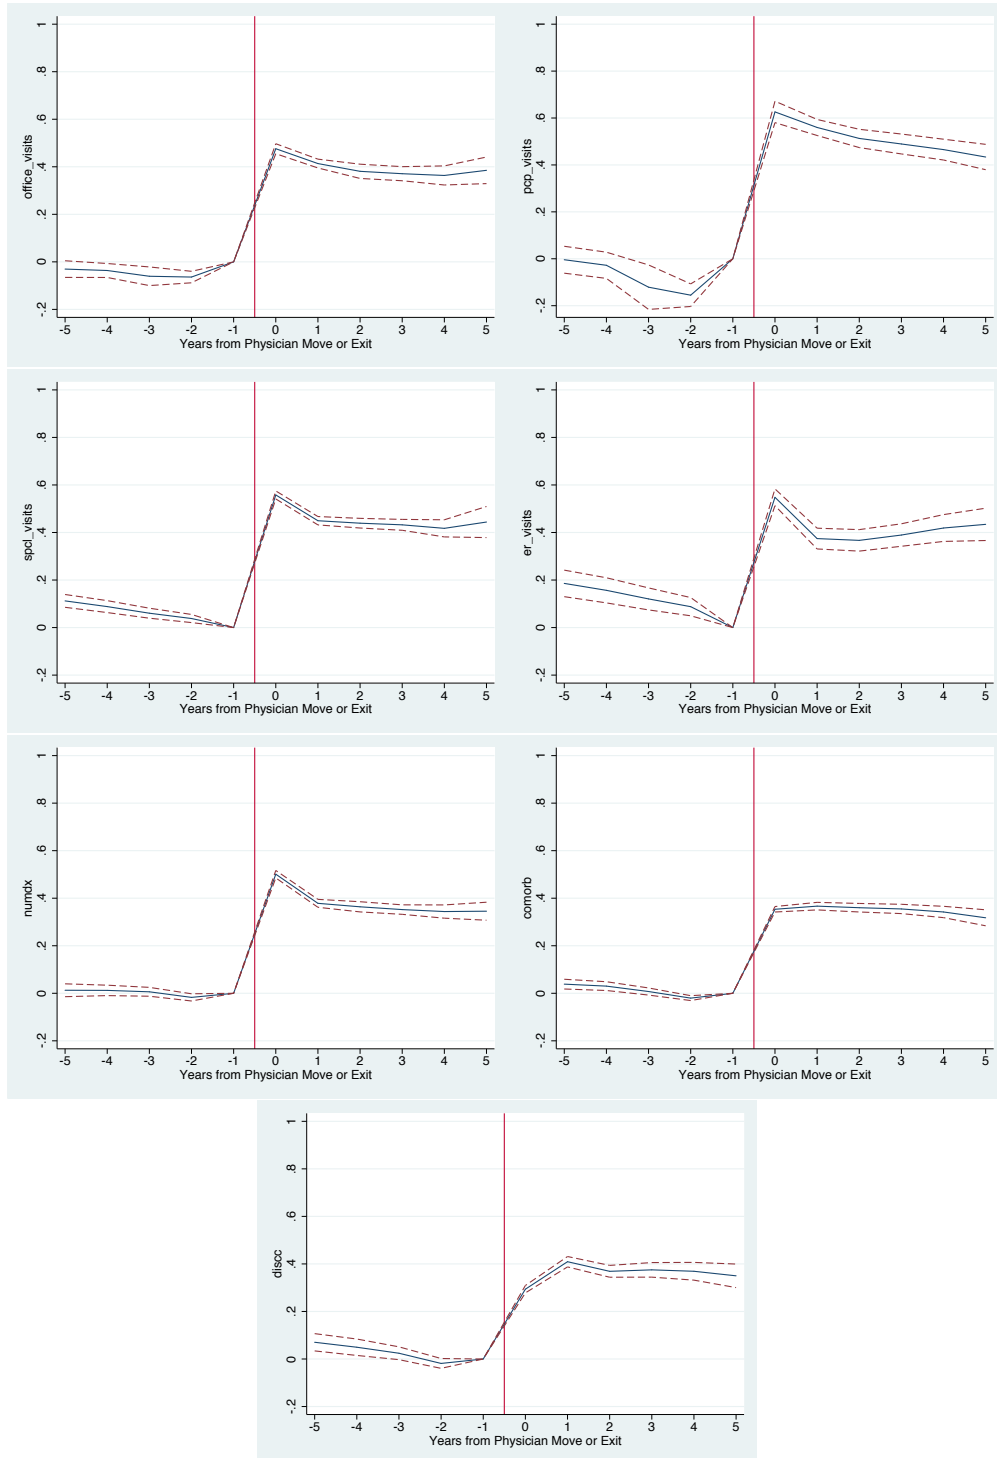 office_visits
1
.8
.6
.4
.2
0
-.2
-5 -4 -3 -2 -1 0 1 2 3 4 5
Years from Physician Move or Exit
pcp_visits
1
.8
.6
.4
.2
0
-.2
-5 -4 -3 -2 -1 0 1 2 3 4 5
Years from Physician Move or Exit
spcl_visits
1
.8
.6
.4
.2
0
-.2
-5 -4 -3 -2 -1 0 1 2 3 4 5
Years from Physician Move or Exit
er_visits
1
.8
.6
.4
.2
0
-.2
-5 -4 -3 -2 -1 0 1 2 3 4 5
Years from Physician Move or Exit
numdx
1
.8
.6
.4
.2
0
-.2
-5 -4 -3 -2 -1 0 1 2 3 4 5
Years from Physician Move or Exit
comorb
1
.8
.6
.4
.2
0
-.2
-5 -4 -3 -2 -1 0 1 2 3 4 5
Years from Physician Move or Exit
discc
1
.8
.6
.4
.2
0
-.2
-5 -4 -3 -2 -1 0 1 2 3 4 5
Years from Physician Move or Exit